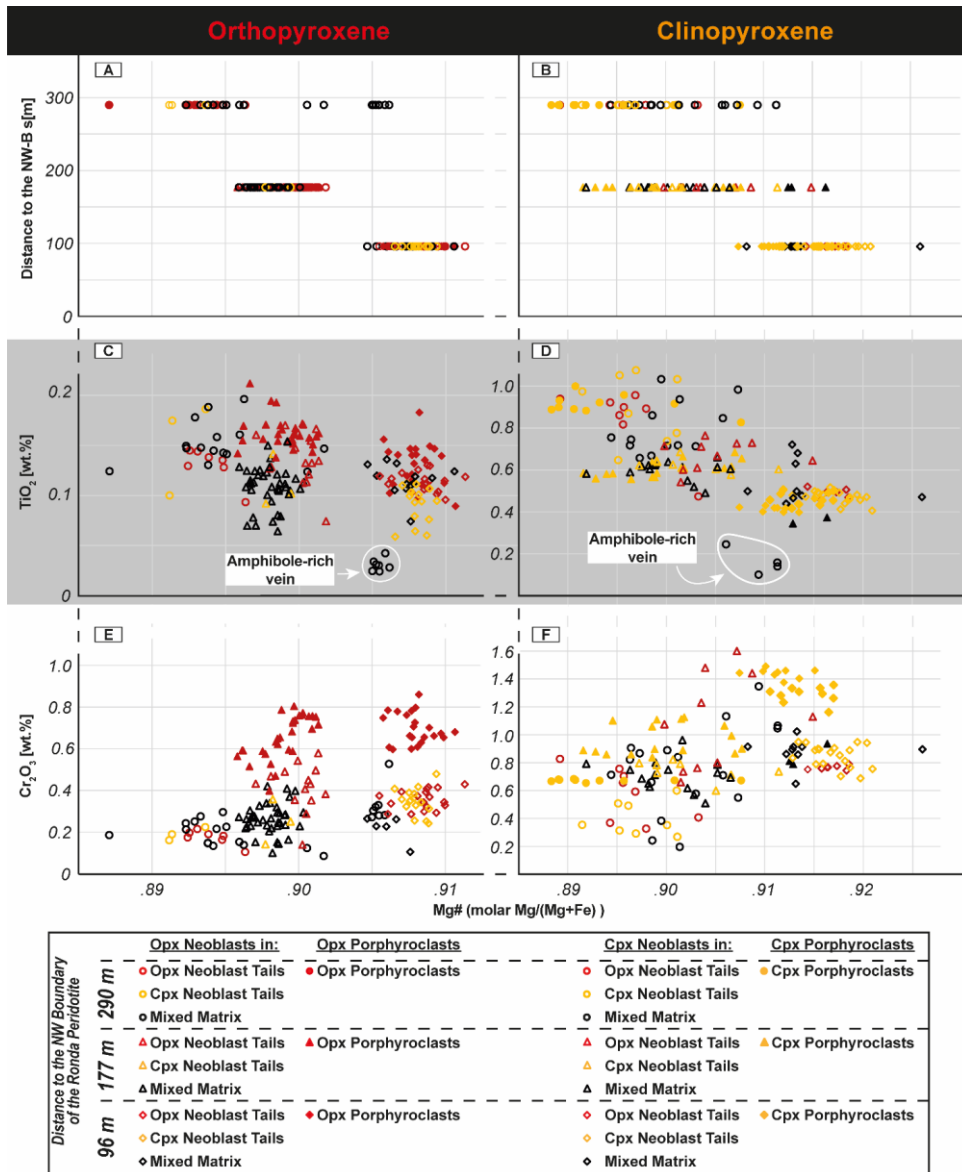 Orthopyroxene Clinopyroxene
A B
300
200
100
0
Distance to the NW-B s[m]
C D
0.2
0.1
0
TiO2 [wt.%]
1.0
0.8
0.6
0.4
0.2
0
Amphibole-rich
vein
Amphibole-rich
vein
E F
1.0
0.8
0.6
0.4
0.2
0
Cr2O3 [wt.%]
1.6
1.4
1.2
1.0
0.8
0.6
0.4
0.2
.89 .90 .91 .89 .90 .91 .92
Mg# (molar Mg/(Mg+Fe) )
Distance to the NW Boundary
of the Ronda Peridotite
Opx Neoblasts in: Opx Porphyroclasts Cpx Neoblasts in: Cpx Porphyroclasts
290 m
Opx Neoblast Tails Opx Porphyroclasts Opx Neoblast Tails Cpx Porphyroclasts
Cpx Neoblast Tails Cpx Neoblast Tails
Mixed Matrix Mixed Matrix
177 m
Opx Neoblast Tails Opx Porphyroclasts Opx Neoblast Tails Cpx Porphyroclasts
Cpx Neoblast Tails Cpx Neoblast Tails
Mixed Matrix Mixed Matrix
96 m
Opx Neoblast Tails Opx Porphyroclasts Opx Neoblast Tails Cpx Porphyroclasts
Cpx Neoblast Tails Cpx Neoblast Tails
Mixed Matrix Mixed Matrix